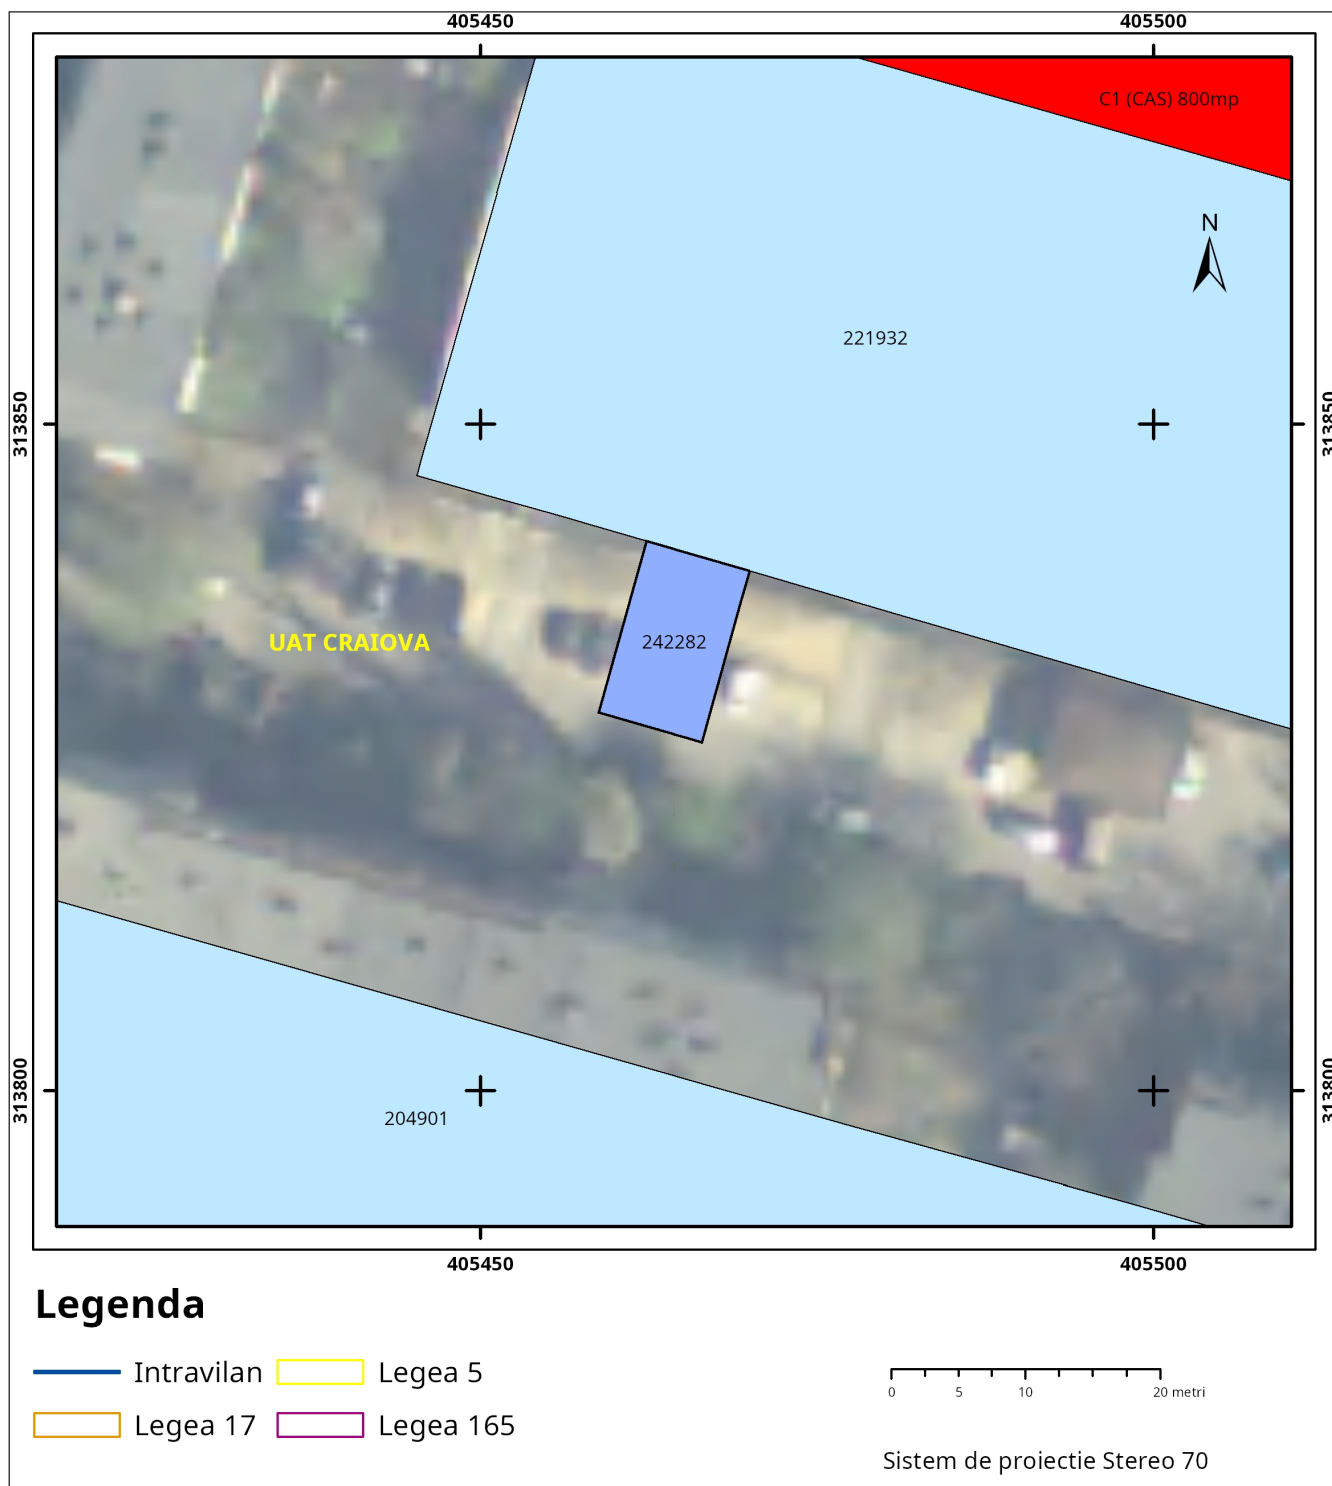 405450 405500
C1 (CAS) 800mp
N
221932
313850 313850
242282
UAT CRAIOVA
313800 313800
204901
405450 405500
Legenda
Intravilan Legea 5
Legea 17 Legea 165
0 5 10 20 metri
Sistem de proiectie Stereo 70